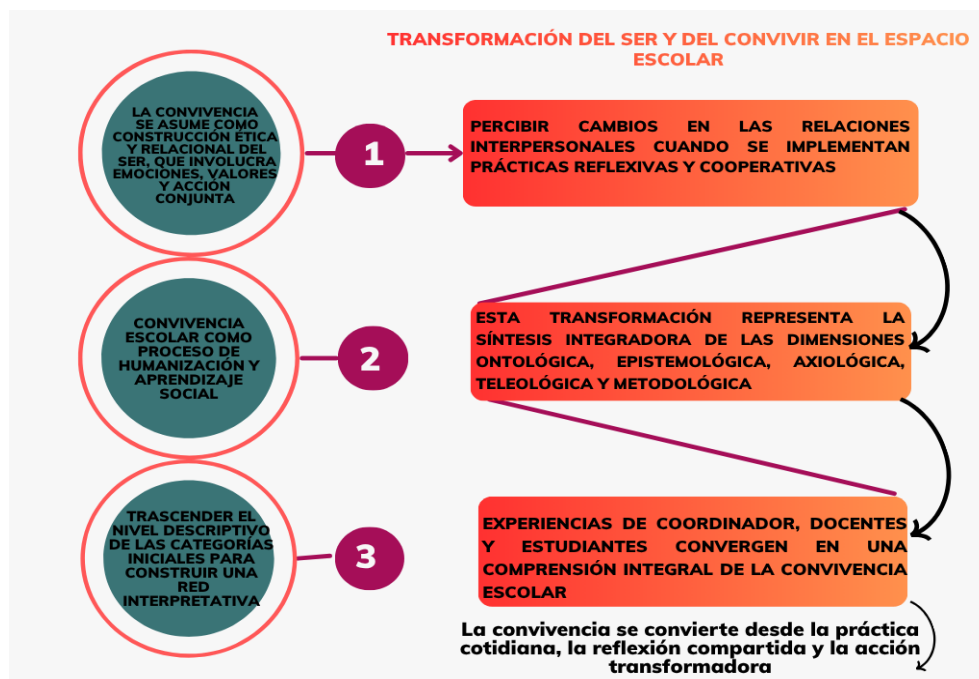 TRANSFORMACIÓN DEL SER Y DEL CONVIVIR EN EL ESPACIO
ESCOLAR
LA CONVIVENCIA
SE ASUME COMO
CONSTRUCCIÓN ÉTICA
Y RELACIONAL DEL
SER, QUE INVOLUCRA
EMOCIONES, VALORES
Y ACCIÓN
CONJUNTA
1
PERCIBIR CAMBIOS EN LAS RELACIONES
INTERPERSONALES CUANDO SE IMPLEMENTAN
PRÁCTICAS REFLEXIVAS Y COOPERATIVAS
CONVIVENCIA
ESCOLAR COMO
PROCESO DE
HUMANIZACIÓN Y
APRENDIZAJE
SOCIAL
2
ESTA TRANSFORMACIÓN REPRESENTA LA
SÍNTESIS INTEGRADORA DE LAS DIMENSIONES
ONTOLÓGICA, EPISTEMOLÓGICA, AXIOLÓGICA,
TELEOLÓGICA Y METODOLÓGICA
TRASCENDER EL
NIVEL DESCRIPTIVO
DE LAS CATEGORÍAS
INICIALES PARA
CONSTRUIR UNA
RED
INTERPRETATIVA
3
EXPERIENCIAS DE COORDINADOR, DOCENTES
Y ESTUDIANTES CONVERGEN EN UNA
COMPRENSIÓN INTEGRAL DE LA CONVIVENCIA
ESCOLAR
La convivencia se convierte desde la práctica
cotidiana, la reflexión compartida y la acción
transformadora